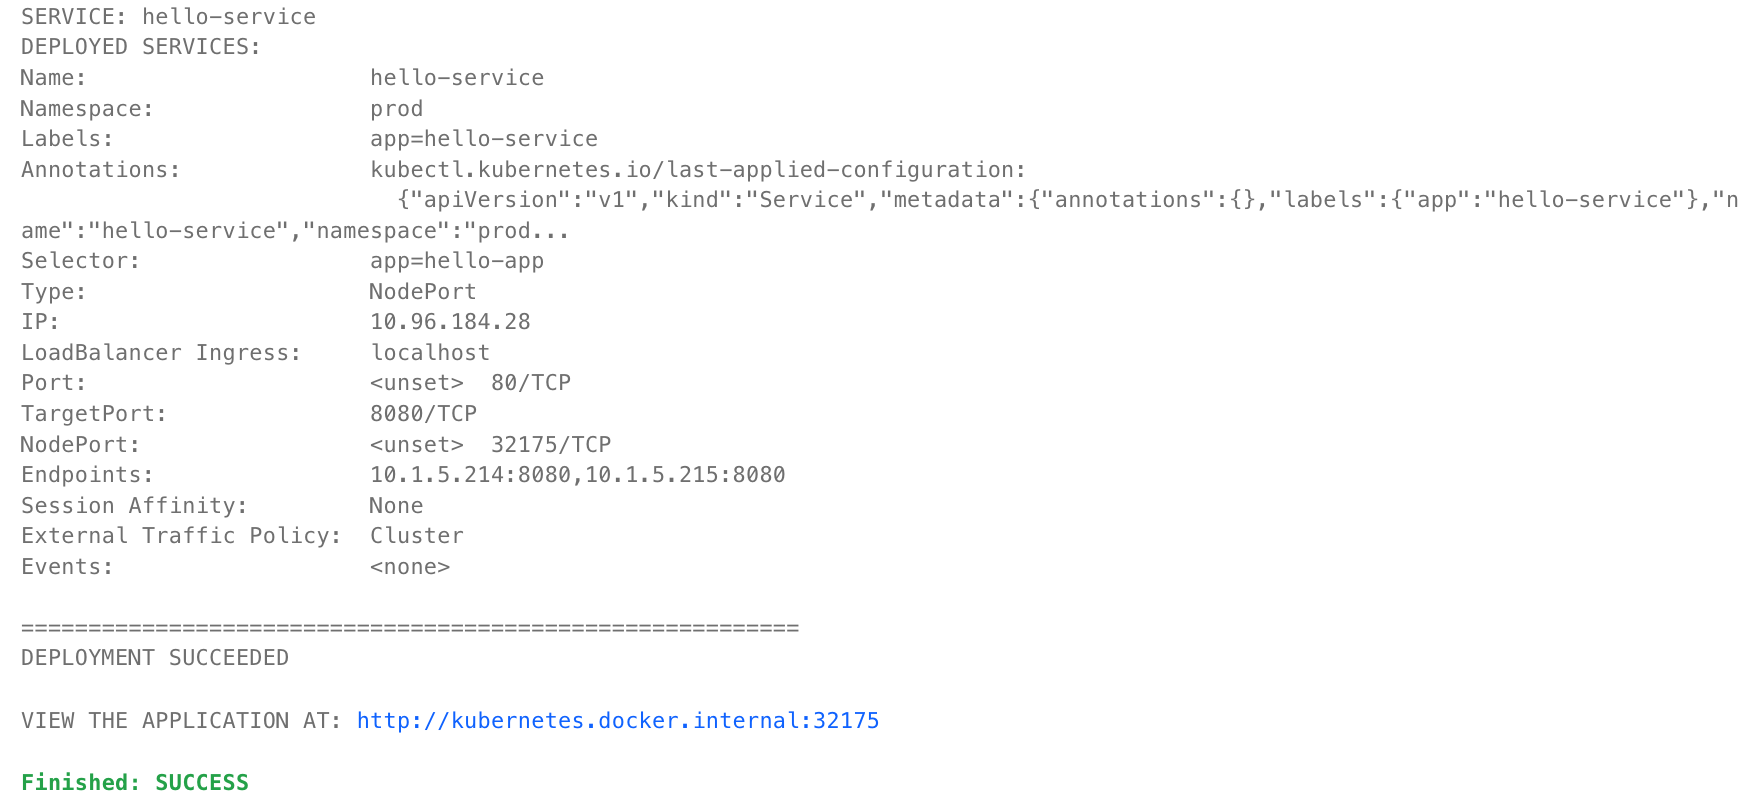 SERVICE: hello-service
DEPLOYED SERVICES:
Name:                     hello-service
Namespace:                prod
Labels:                   app=hello-service
Annotations:              kubectl.kubernetes.io/last-applied-configuration:
                            {"apiVersion":"v1","kind":"Service","metadata":{"annotations":{},"labels":{"app":"hello-service"},"n
ame":"hello-service","namespace":"prod...
Selector:                 app=hello-app
Type:                     NodePort
IP:                       10.96.184.28
LoadBalancer Ingress:     localhost
Port:                     <unset>  80/TCP
TargetPort:               8080/TCP
NodePort:                 <unset>  32175/TCP
Endpoints:                10.1.5.214:8080,10.1.5.215:8080
Session Affinity:         None
External Traffic Policy:  Cluster
Events:                   <none>
==========================================================
DEPLOYMENT SUCCEEDED
VIEW THE APPLICATION AT: http://kubernetes.docker.internal:32175
Finished: SUCCESS